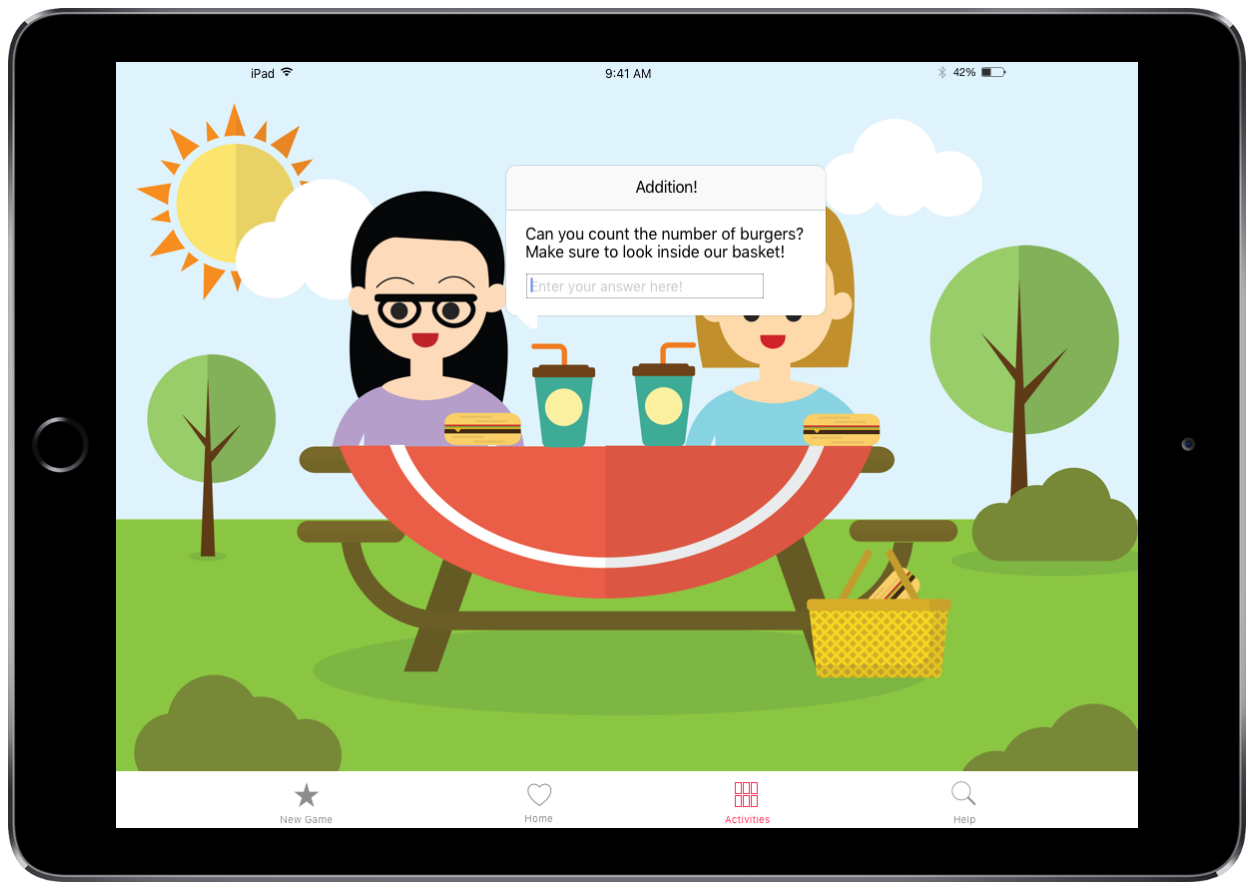 iPad 9:41 AM 42%
Addition!
Can you count the number of burgers?
Make sure to look inside our basket!
Enter your answer here!
New Game Home Activities Help